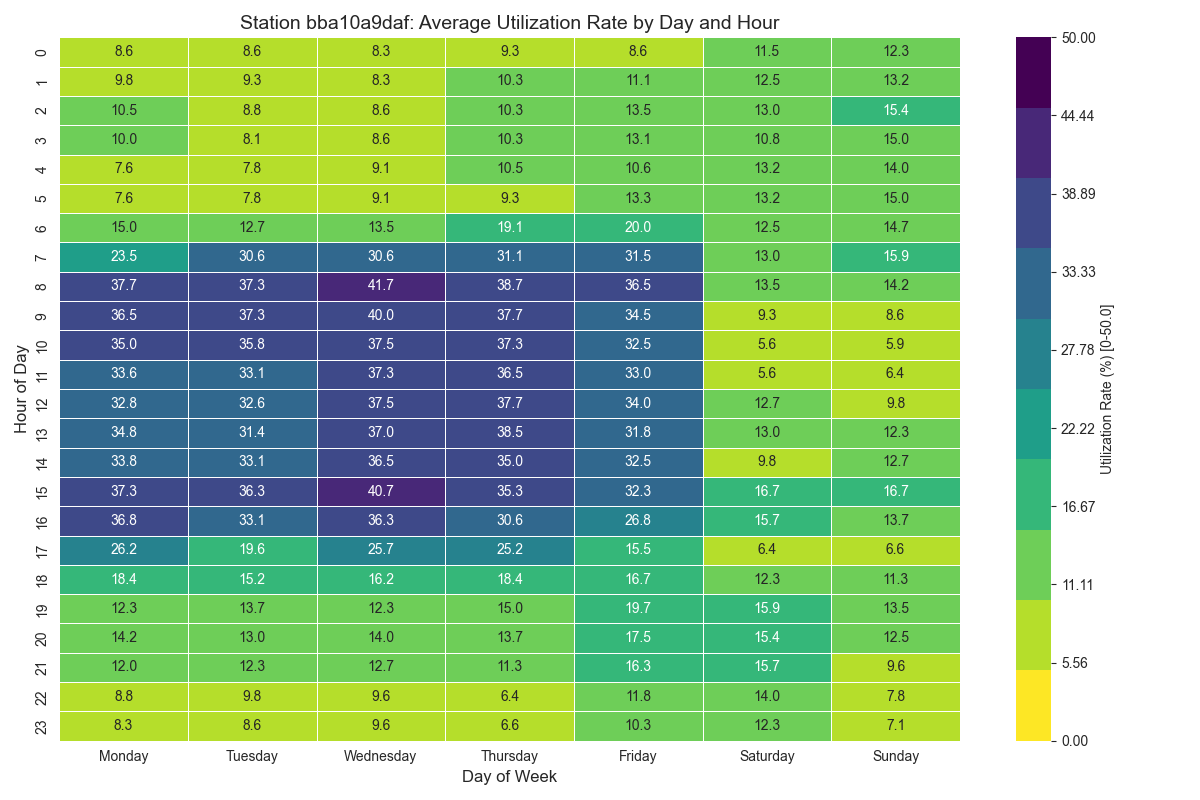 Station bba10a9daf: Average Utilization Rate by Day and Hour
0 8.6 8.6 8.3 9.3 8.6 11.5 12.3
1 9.8 9.3 8.3 10.3 11.1 12.5 13.2
2 10.5 8.8 8.6 10.3 13.5 13.0 15.4
3 10.0 8.1 8.6 10.3 13.1 10.8 15.0
4 7.6 7.8 9.1 10.5 10.6 13.2 14.0
5 7.6 7.8 9.1 9.3 13.3 13.2 15.0
6 15.0 12.7 13.5 19.1 20.0 12.5 14.7
7 23.5 30.6 30.6 31.1 31.5 13.0 15.9
8 37.7 37.3 41.7 38.7 36.5 13.5 14.2
9 36.5 37.3 40.0 37.7 34.5 9.3 8.6
10 35.0 35.8 37.5 37.3 32.5 5.6 5.9
11 33.6 33.1 37.3 36.5 33.0 5.6 6.4
12 32.8 32.6 37.5 37.7 34.0 12.7 9.8
13 34.8 31.4 37.0 38.5 31.8 13.0 12.3
14 33.8 33.1 36.5 35.0 32.5 9.8 12.7
15 37.3 36.3 40.7 35.3 32.3 16.7 16.7
16 36.8 33.1 36.3 30.6 26.8 15.7 13.7
17 26.2 19.6 25.7 25.2 15.5 6.4 6.6
18 18.4 15.2 16.2 18.4 16.7 12.3 11.3
19 12.3 13.7 12.3 15.0 19.7 15.9 13.5
20 14.2 13.0 14.0 13.7 17.5 15.4 12.5
21 12.0 12.3 12.7 11.3 16.3 15.7 9.6
22 8.8 9.8 9.6 6.4 11.8 14.0 7.8
23 8.3 8.6 9.6 6.6 10.3 12.3 7.1
Monday Tuesday Wednesday Thursday Friday Saturday Sunday
Day of Week
Hour of Day
50.00
44.44
38.89
33.33
27.78
22.22
16.67
11.11
5.56
0.00
Utilization Rate (%) [0-50.0]